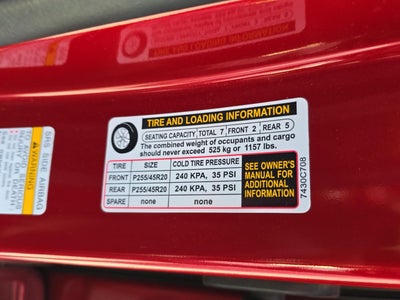 TIRE AND LOADING INFORMATION
SEATING CAPACITY TOTAL 7 FRONT 2 REAR 5
The combined weight of occupants and cargo
should never exceed 525 kg or 1157 lbs.
TIRE SIZE COLD TIRE PRESSURE
FRONT P255/45R20 240 KPA, 35 PSI
REAR P255/45R20 240 KPA, 35 PSI
SPARE none none
SEE OWNER'S
MANUAL FOR
ADDITIONAL
INFORMATION
7430C708
SRS SIDE AIRBAG
WARNING